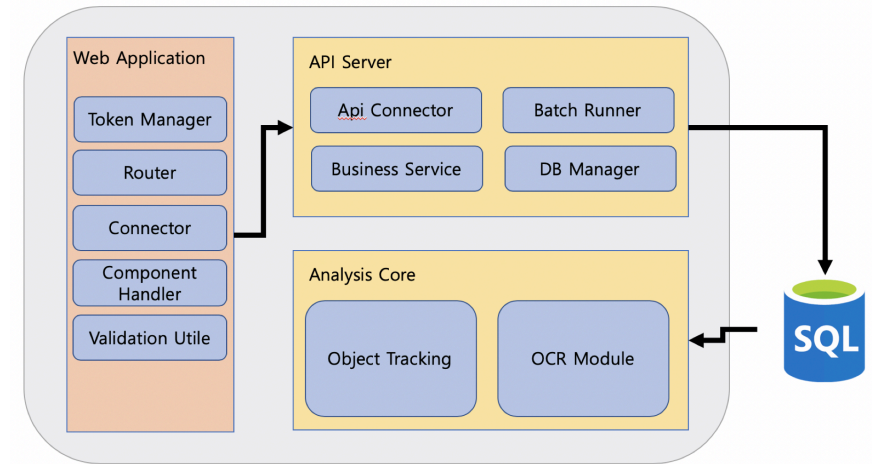 Web Application
Token Manager
Router
Connector
Component
Handler
Validation Utile
API Server
Api Connector
Batch Runner
Business Service
DB Manager
Analysis Core
Object Tracking
OCR Module
SQL